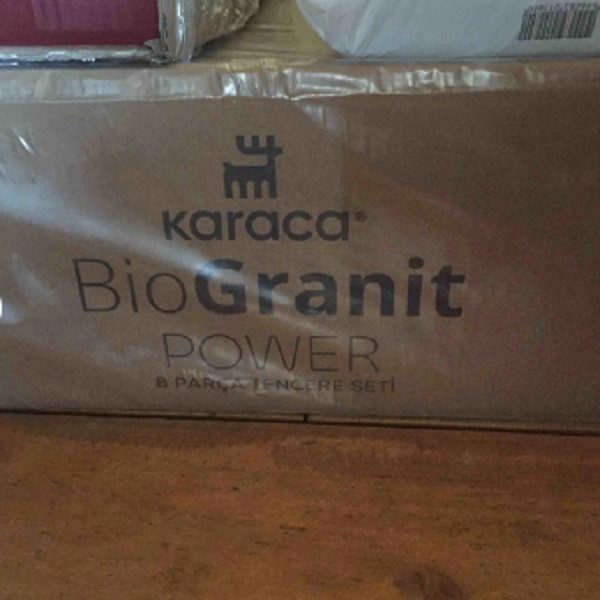 Karaca®
BioGranit
POWER
8 PARÇA TENCERE SETİ